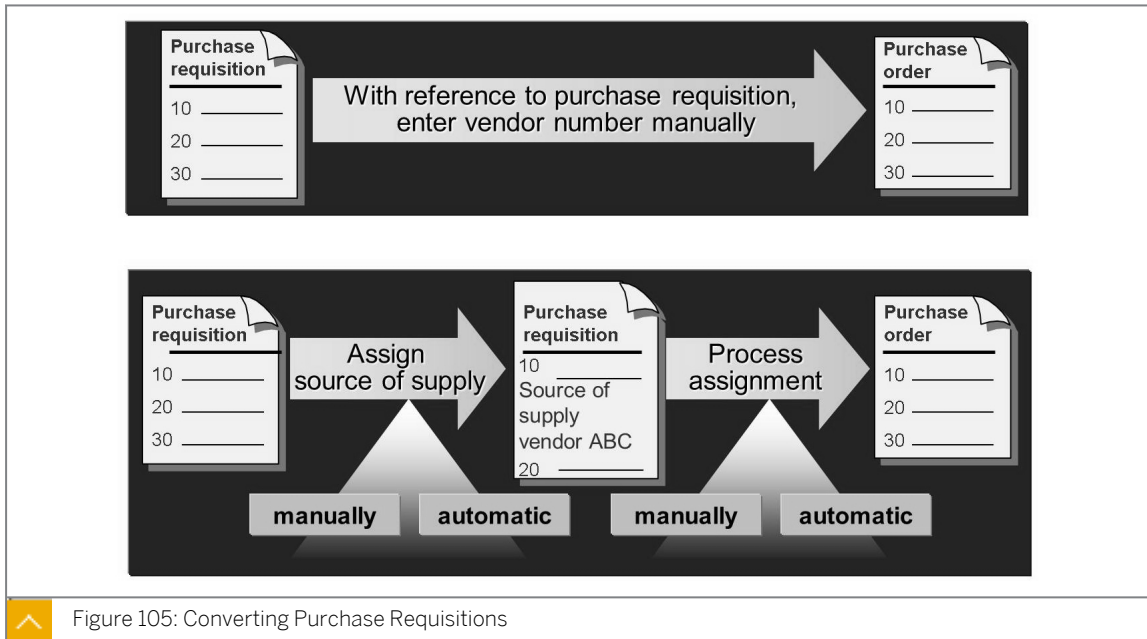 Purchase
requisition
10
20
30
With reference to purchase requisition,
enter vendor number manually
Purchase
order
10
20
30
Purchase
requisition
10
20
30
Assign
source of supply
manually
automatic
Purchase
requisition
10
Source of
supply
vendor ABC
20
Process
assignment
manually
automatic
Purchase
order
10
20
30
Figure 105: Converting Purchase Requisitions